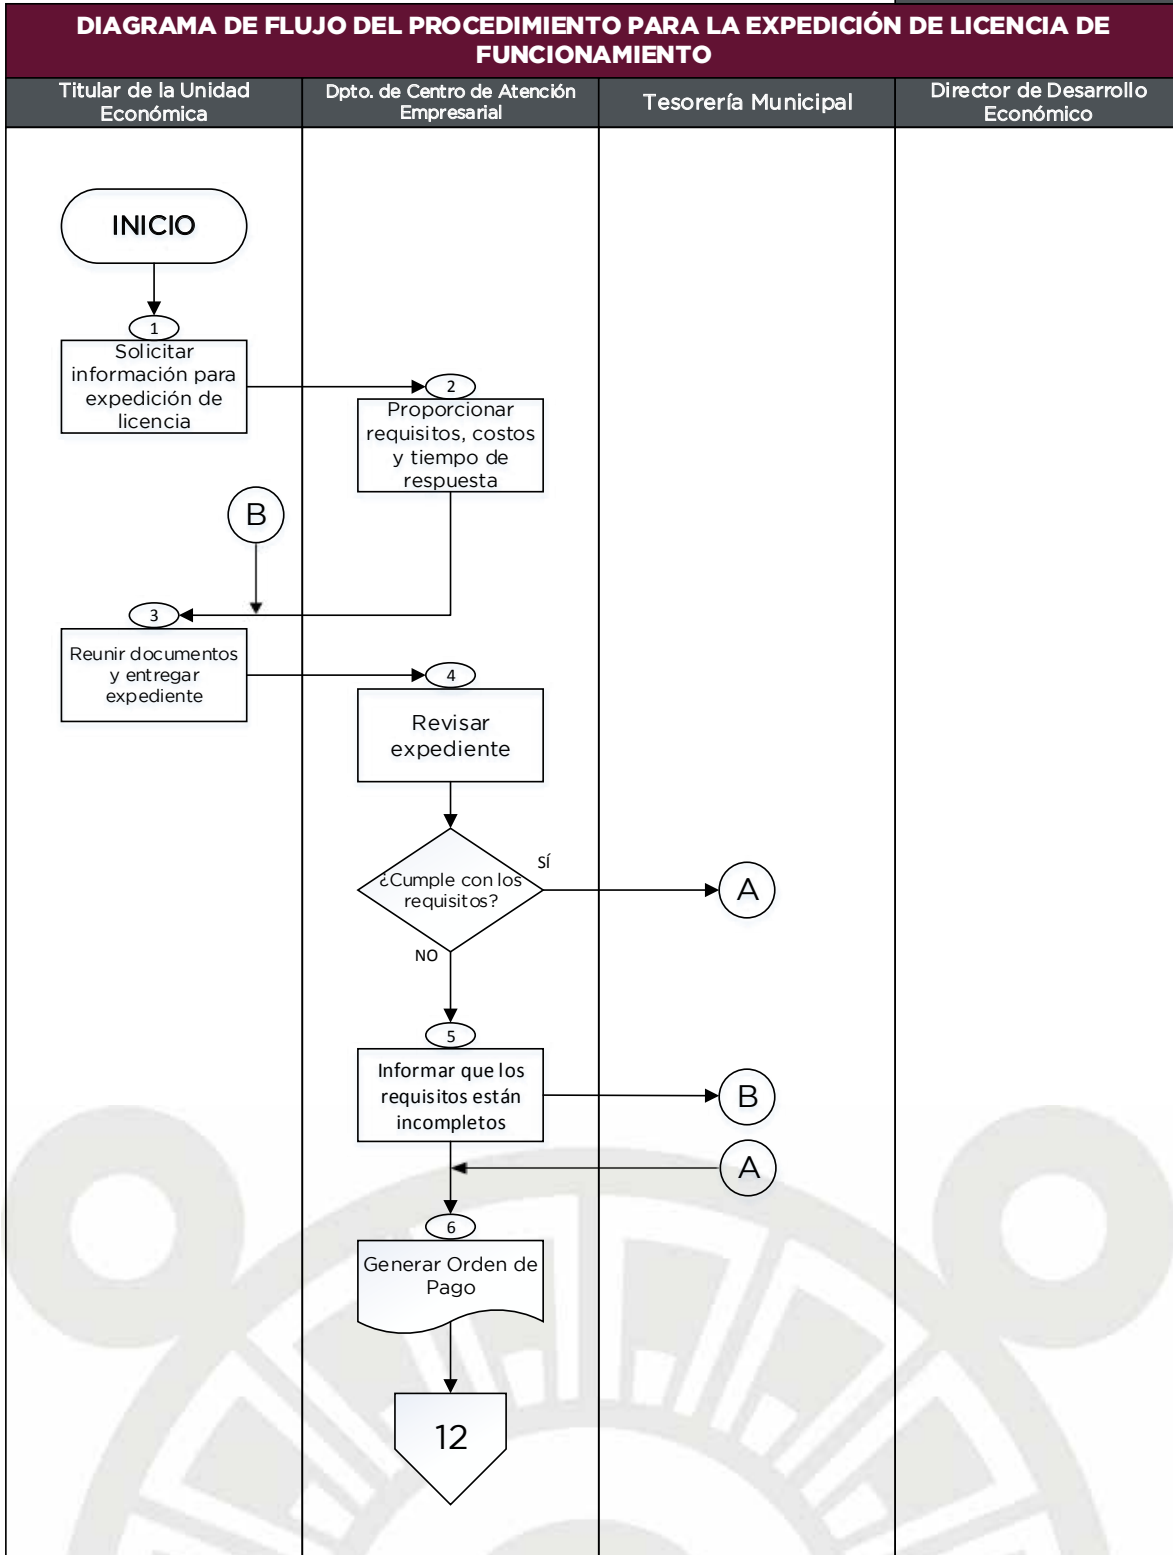 DIAGRAMA DE FLUJO DEL PROCEDIMIENTO PARA LA EXPEDICIÓN DE LICENCIA DE
FUNCIONAMIENTO
Titular de la Unidad
Económica
Dpto. de Centro de Atención
Empresarial
Tesorería Municipal
Director de Desarrollo
Económico
INICIO
1
Solicitar
información para
expedición de
licencia
2
Proporcionar
requisitos, costos
y tiempo de
respuesta
B
3
Reunir documentos
y entregar
expediente
4
Revisar
expediente
¿Cumple con los
requisitos?
SÍ
A
NO
5
Informar que los
requisitos están
incompletos
B
A
6
Generar Orden de
Pago
12